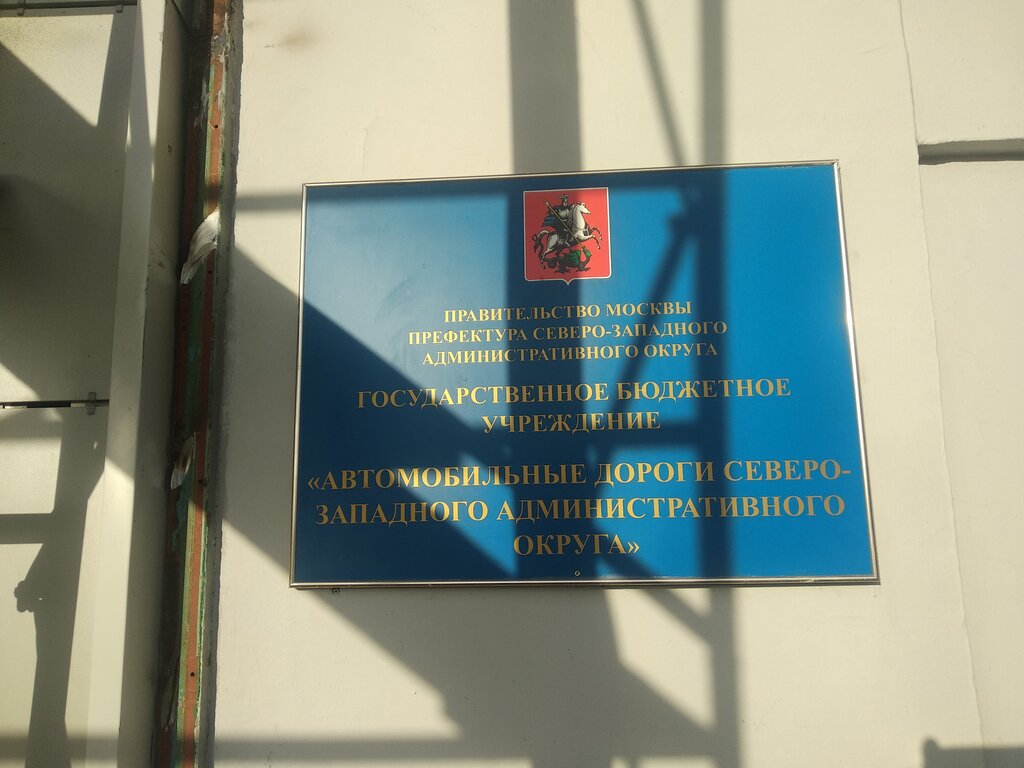 ПРАВИТЕЛЬСТВО МОСКВЫ
ПРЕФЕКТУРА СЕВЕРО-ЗАПАДНОГО
АДМИНИСТРАТИВНОГО ОКРУГА
ГОСУДАРСТВЕННОЕ БЮДЖЕТНОЕ
УЧРЕЖДЕНИЕ
«АВТОМОБИЛЬНЫЕ ДОРОГИ СЕВЕРО-
ЗАПАДНОГО АДМИНИСТРАТИВНОГО
ОКРУГА»